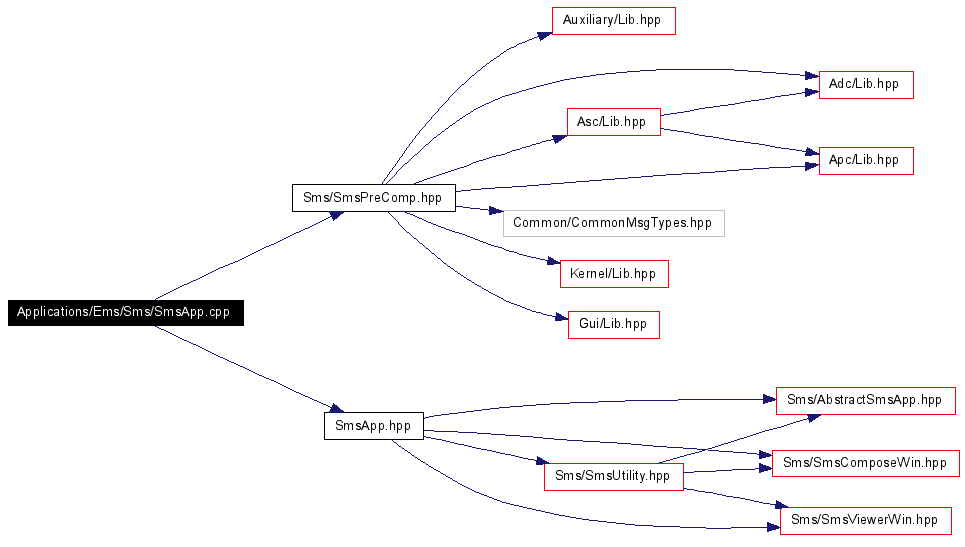 Auxiliary/Lib.hpp
Adc/Lib.hpp
Asc/Lib.hpp
Apc/Lib.hpp
Sms/SmsPreComp.hpp
Common/CommonMsgTypes.hpp
Kernel/Lib.hpp
Applications/Ems/Sms/SmsApp.cpp
Gui/Lib.hpp
Sms/AbstractSmsApp.hpp
SmsApp.hpp
Sms/SmsComposeWin.hpp
Sms/SmsUtility.hpp
Sms/SmsViewerWin.hpp